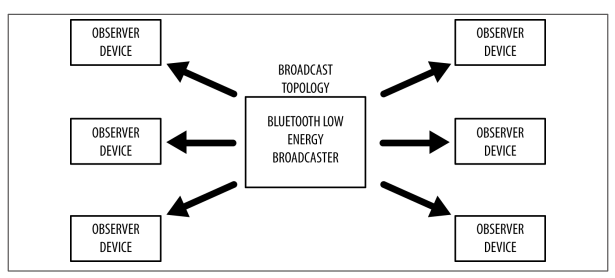 OBSERVER
DEVICE
OBSERVER
DEVICE
BROADCAST
TOPOLOGY
BLUETOOTH LOW
ENERGY
BROADCASTER
OBSERVER
DEVICE
OBSERVER
DEVICE
OBSERVER
DEVICE
OBSERVER
DEVICE